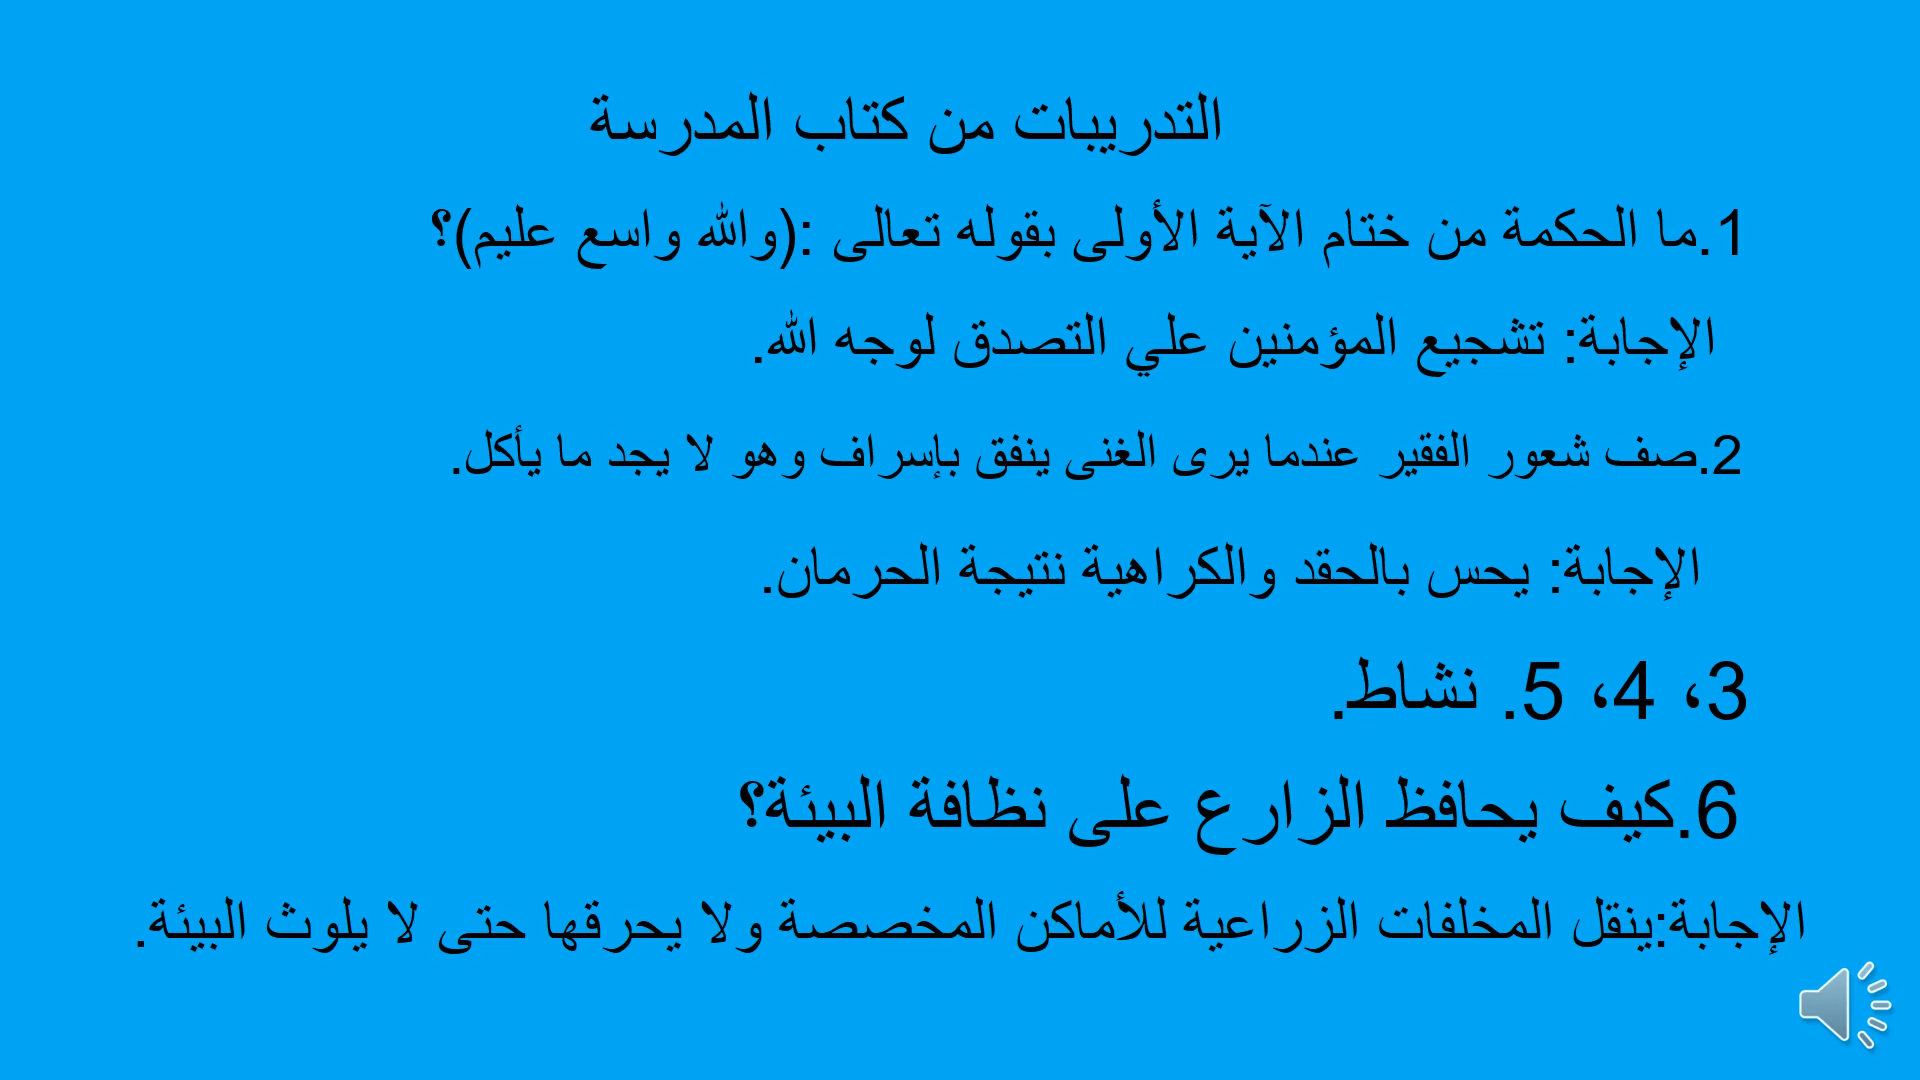 التدريبات من كتاب المدرسة
1.ما الحكمة من ختام الآية الأولى بقوله تعالى :(والله واسع عليم)؟
الإجابة: تشجيع المؤمنين علي التصدق لوجه الله.
2.صف شعور الفقير عندما يرى الغنى ينفق بإسراف وهو لا يجد ما يأكل.
الإجابة: يحس بالحقد والكراهية نتيجة الحرمان.
3، 4، 5. نشاط.
6.كيف يحافظ الزارع على نظافة البيئة؟
الإجابة:ينقل المخلفات الزراعية للأماكن المخصصة ولا يحرقها حتى لا يلوث البيئة.